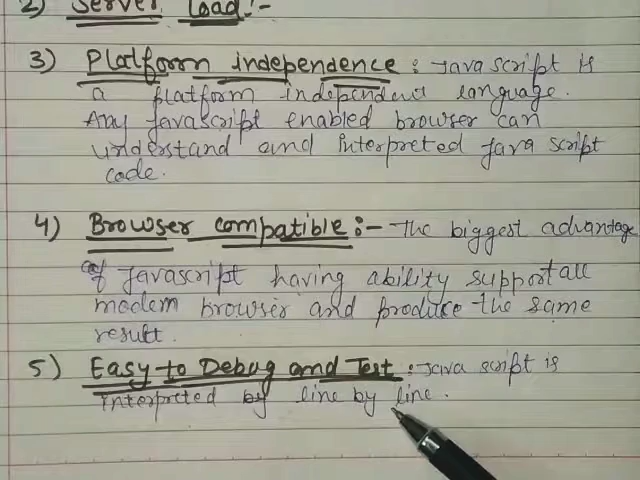 2) Server Load:-
3) Platform independence: Java script is
a platform independent language.
Any Javascript enabled browser can
understand and interpreted Java script
code.
4) Browser compatible:- The biggest advantage
of Javascript having ability support all
modern browser and produce the same
result.
5) Easy to Debug and Test: Java script is
interpreted by line by line.